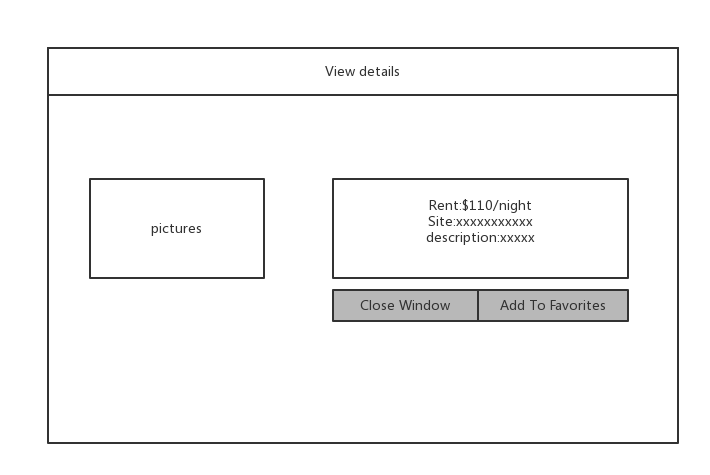 View details
pictures
Rent:$110/night
Site:xxxxxxxxxxx
description:xxxxx
Close Window
Add To Favorites